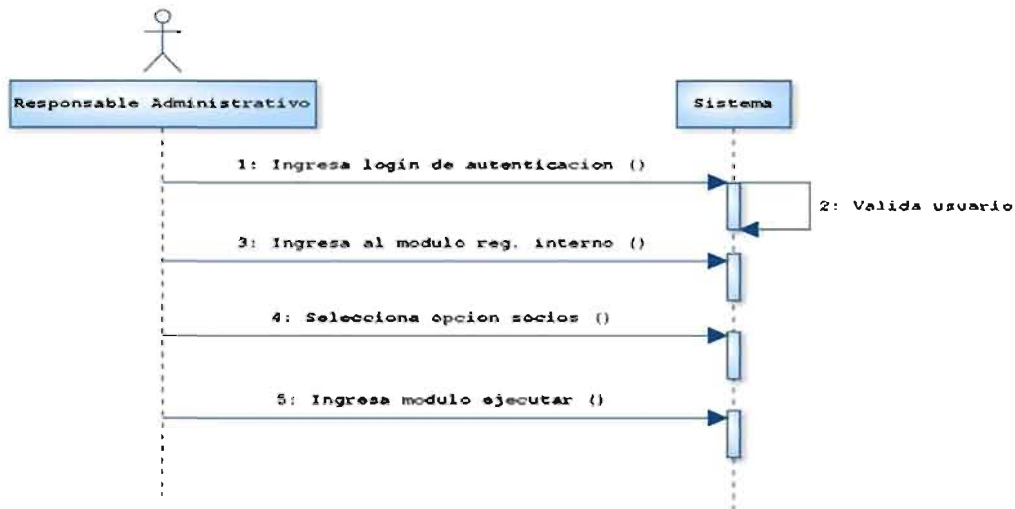 Responsable Administrativo
Sistema
1: Ingresa login de autenticacion ()
2: Valida usuario
3: Ingresa al modulo reg. interno ()
4: Selecciona opcion socios ()
5: Ingresa modulo ejecutar ()